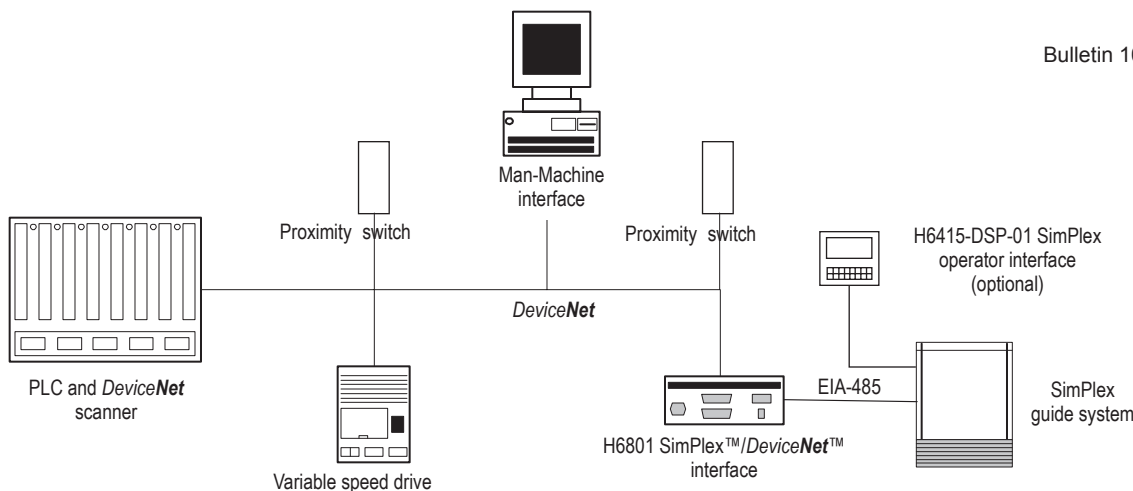 Bulletin 10
Man-Machine
interface
Proximity switch
Proximity switch
H6415-DSP-01 SimPlex
operator interface
(optional)
DeviceNet
PLC and DeviceNet
scanner
EIA-485
SimPlex
guide system
H6801 SimPlex™/DeviceNet™
interface
Variable speed drive